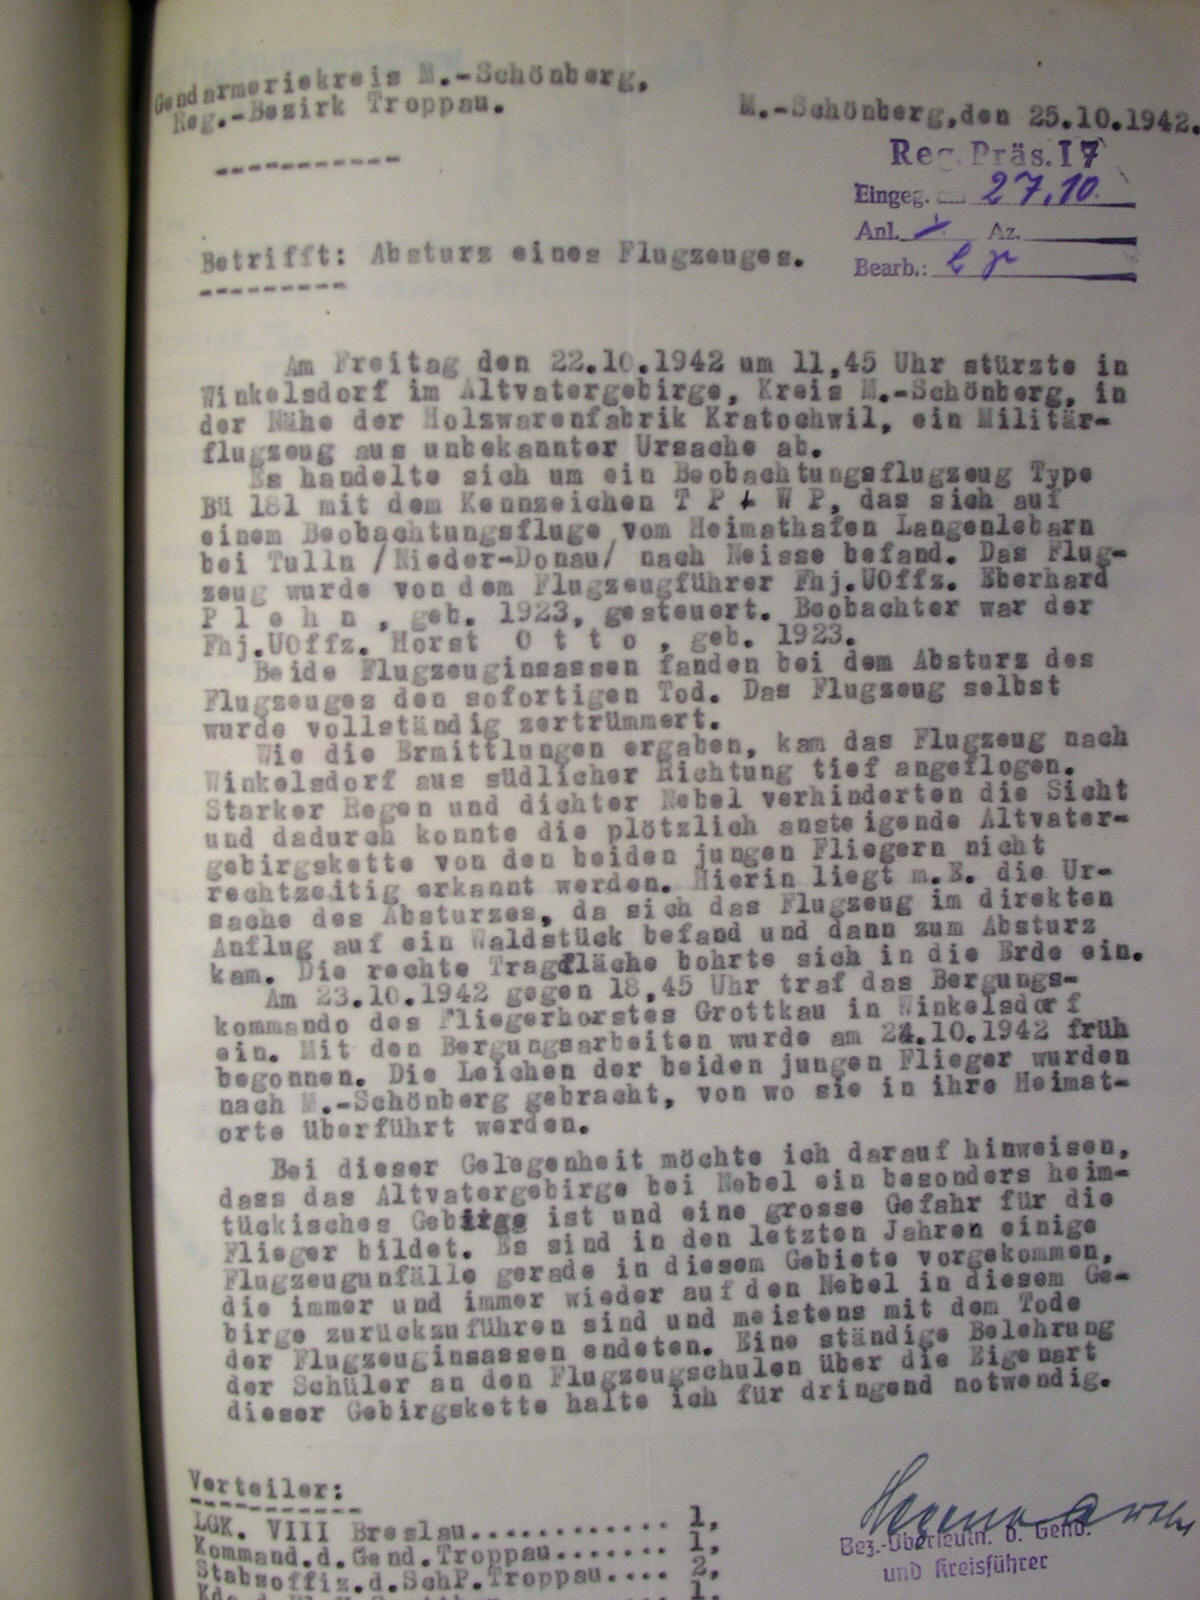 Gendarmeriekreis M.-Schönberg,
Reg.-Bezirk Troppau.
M.-Schönberg, den 25.10.1942.
Reg. Präs. I 7
Eingeg. 27.10.
Anl. Az.
Bearb.:
Betrifft: Absturz eines Flugzeuges.
Am Freitag den 22.10.1942 um 11,45 Uhr stürzte in
Winkelsdorf im Altvatergebirge, Kreis M.-Schönberg, in
der Nähe der Holzwarenfabrik Kratochwil, ein Militär-
flugzeug aus unbekannter Ursache ab.
Es handelte sich um ein Beobachtungsflugzeug Type
Bü 181 mit dem Kennzeichen T P + W P, das sich auf
einem Beobachtungsfluge vom Heimathafen Langenlebarn
bei Tulln /Nieder-Donau/ nach Neisse befand. Das Flug-
zeug wurde von dem Flugzeugführer Fhj.UOffz. Eberhard
P l e h n , geb. 1923, gesteuert. Beobachter war der
Fhj.UOffz. Horst O t t o , geb. 1923.
Beide Flugzeuginsassen fanden bei dem Absturz des
Flugzeuges den sofortigen Tod. Das Flugzeug selbst
wurde vollständig zertrümmert.
Wie die Ermittlungen ergaben, kam das Flugzeug nach
Winkelsdorf aus südlicher Richtung tief angeflogen.
Starker Regen und dichter Nebel verhinderten die Sicht
und dadurch konnte die plötzlich ansteigende Altvater-
gebirgskette von den beiden jungen Fliegern nicht
rechtzeitig erkannt werden. Hierin liegt m.E. die Ur-
sache des Absturzes, da sich das Flugzeug im direkten
Anflug auf ein Waldstück befand und dann zum Absturz
kam. Die rechte Tragfläche bohrte sich in die Erde ein.
Am 23.10.1942 gegen 18,45 Uhr traf das Bergungs-
kommando des Fliegerhorstes Grottkau in Winkelsdorf
ein. Mit den Bergungsarbeiten wurde am 24.10.1942 früh
begonnen. Die Leichen der beiden jungen Flieger wurden
nach M.-Schönberg gebracht, von wo sie in ihre Heimat-
orte überführt werden.
Bei dieser Gelegenheit möchte ich darauf hinweisen,
dass das Altvatergebirge bei Nebel ein besonders heim-
tückisches Gebirge ist und eine grosse Gefahr für die
Flieger bildet. Es sind in den letzten Jahren einige
Flugzeugunfälle gerade in diesem Gebiete vorgekommen,
die immer und immer wieder auf den Nebel in diesem Ge-
birge zurückzuführen sind und meistens mit dem Tode
der Flugzeuginsassen endeten. Eine ständige Belehrung
der Schüler an den Flugzeugschulen über die Eigenart
dieser Gebirgskette halte ich für dringend notwendig.
Verteiler:
LGK. VIII Breslau............ 1,
Kommand.d.Gend.Troppau....... 1,
Stabsoffiz.d.SchP.Troppau.... 2,
1,
Bez.-Oberleutn. d. Gend.
und Kreisführer